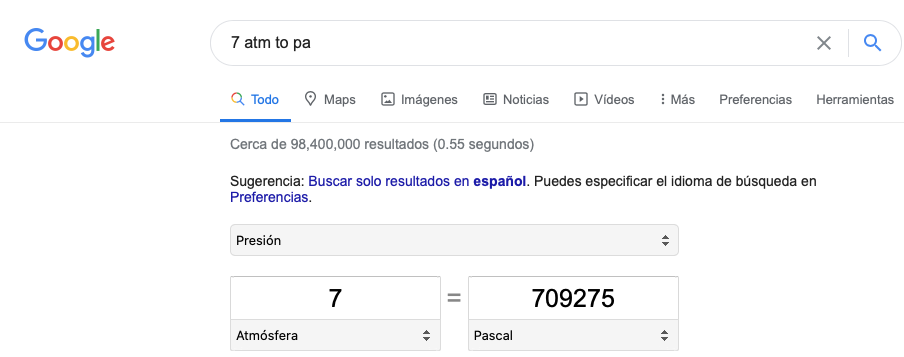 Google
7 atm to pa
Todo Maps Imágenes Noticias Vídeos Más Preferencias Herramientas
Cerca de 98,400,000 resultados (0.55 segundos)
Sugerencia: Buscar solo resultados en español. Puedes especificar el idioma de búsqueda en
Preferencias.
Presión
7 = 709275
Atmósfera Pascal